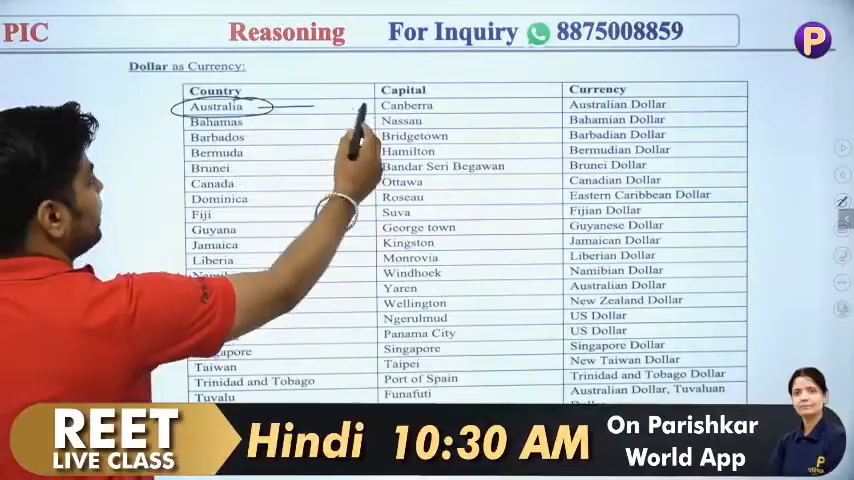 PIC
Reasoning
For Inquiry 8875008859
P
Dollar as Currency:
Country Capital Currency
Australia Canberra Australian Dollar
Bahamas Nassau Bahamian Dollar
Barbados Bridgetown Barbadian Dollar
Bermuda Hamilton Bermudian Dollar
Brunei Bandar Seri Begawan Brunei Dollar
Canada Ottawa Canadian Dollar
Dominica Roseau Eastern Caribbean Dollar
Fiji Suva Fijian Dollar
Guyana George town Guyanese Dollar
Jamaica Kingston Jamaican Dollar
Liberia Monrovia Liberian Dollar
Windhoek Namibian Dollar
Yaren Australian Dollar
Wellington New Zealand Dollar
Ngerulmud US Dollar
Panama City US Dollar
Singapore Singapore Dollar
Taiwan Taipei New Taiwan Dollar
Trinidad and Tobago Port of Spain Trinidad and Tobago Dollar
Tuvalu Funafuti Australian Dollar, Tuvaluan
REET
LIVE CLASS
Hindi 10:30 AM
On Parishkar
World App